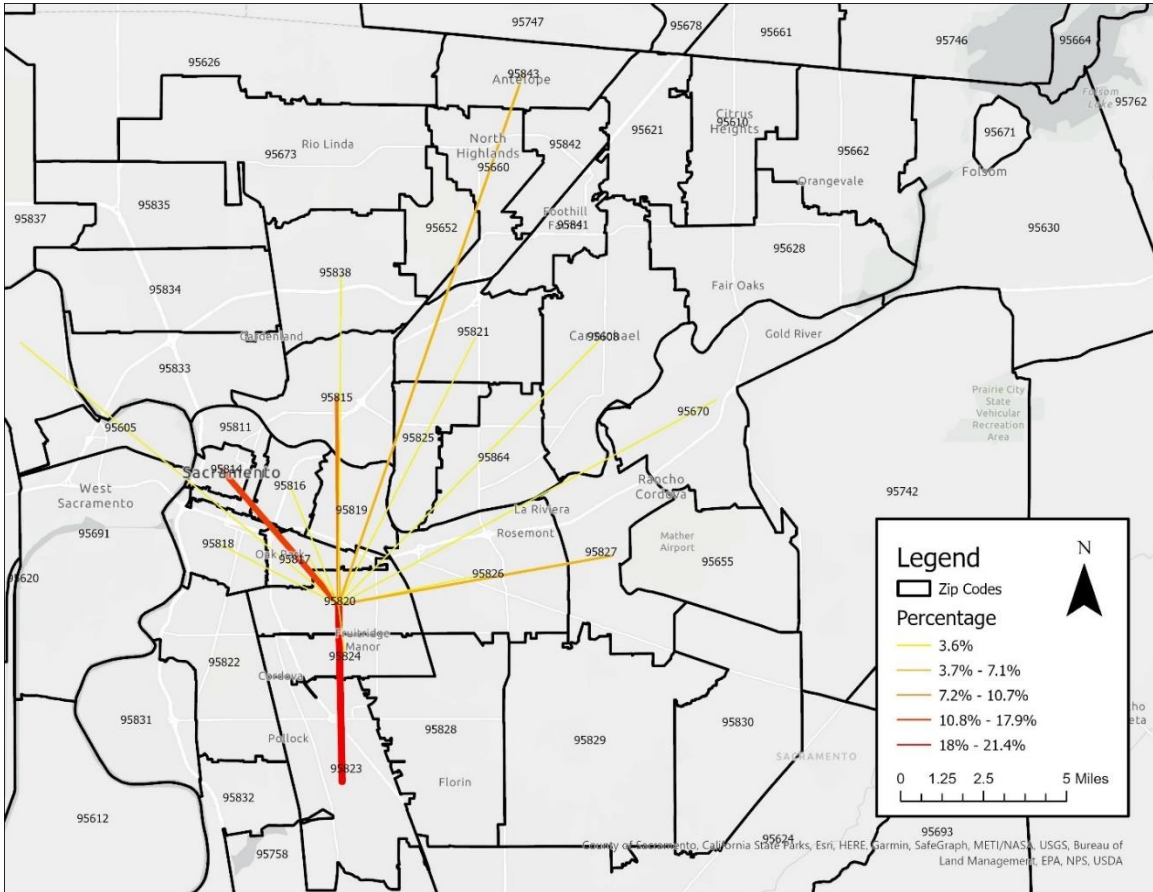 95747
95678
95661
95746
95664
95626
95843
Antelope
Folsom
Lake
95762
95621
Citrus
95610
Heights
95671
Rio Linda
North
Highlands
95842
95662
95673
95660
Folsom
Orangevale
95835
95837
95652
Foothill
95841
95630
95628
95838
95834
Fair Oaks
Gardenland
95821
Carmichael
95608
Gold River
95833
Prairie City
State
Vehicular
Recreation
Area
95815
95670
95605
95811
95825
95864
95814
Sacramento
95816
Rancho
Cordova
West
Sacramento
95819
La Riviera
95742
95691
Rosemont
Mather
Airport
95818
Oak Park
95817
95827
95655
95620
95826
95820
Fruitridge
Manor
95824
95822
Cordova
95831
95828
95830
Pollock
95829
SACRAMENTO
95823
Florin
95832
95612
95758
95624
95693
Legend
Zip Codes
Percentage
3.6%
3.7% - 7.1%
7.2% - 10.7%
10.8% - 17.9%
18% - 21.4%
N
0 1.25 2.5 5 Miles
County of Sacramento, California State Parks, Esri, HERE, Garmin, SafeGraph, METI/NASA, USGS, Bureau of
Land Management, EPA, NPS, USDA